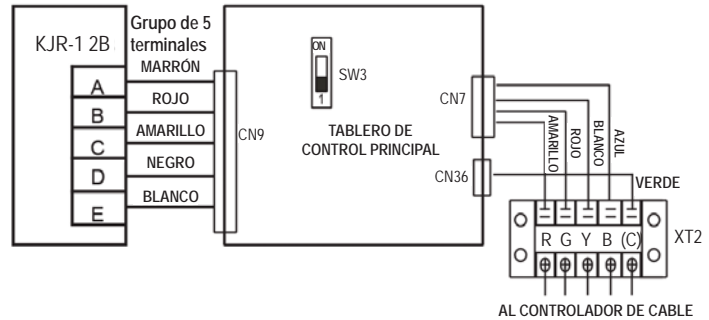 KJR-1 2B
Grupo de 5
terminales
A
B
C
D
E
MARRÓN
ROJO
AMARILLO
NEGRO
BLANCO
CN9
ON
1
SW3
TABLERO DE
CONTROL PRINCIPAL
CN7
CN36
AMARILLO
ROJO
BLANCO
AZUL
VERDE
R G Y B (C)
XT2
AL CONTROLADOR DE CABLE